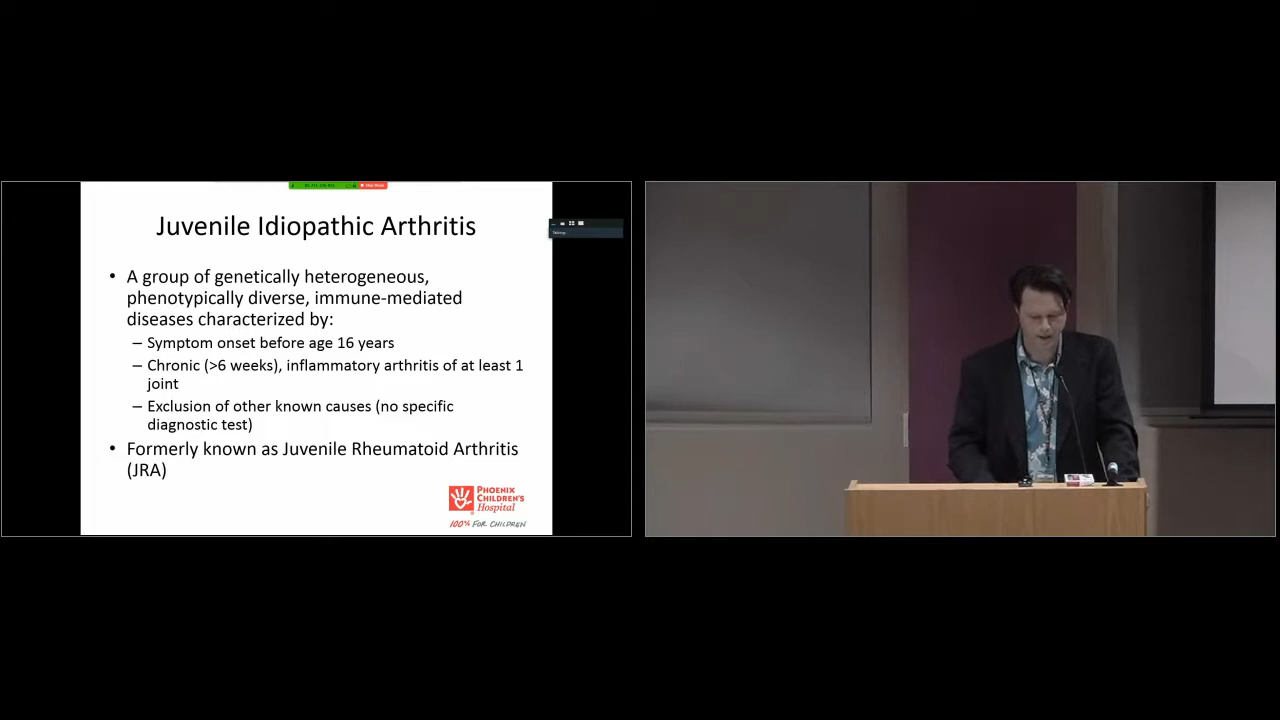 Juvenile Idiopathic Arthritis
• A group of genetically heterogeneous,
phenotypically diverse, immune-mediated
diseases characterized by:
– Symptom onset before age 16 years
– Chronic (>6 weeks), inflammatory arthritis of at least 1
joint
– Exclusion of other known causes (no specific
diagnostic test)
• Formerly known as Juvenile Rheumatoid Arthritis
(JRA)
PHOENIX
CHILDREN'S
Hospital
100% FOR CHILDREN